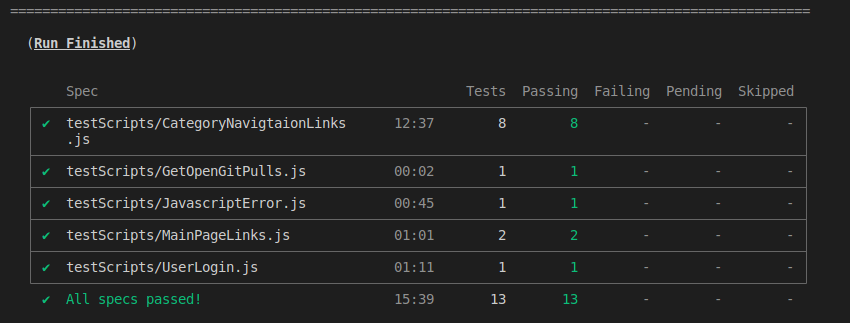 (Run Finished)
Spec Tests Passing Failing Pending Skipped
✔ testScripts/CategoryNavigtaionLinks 12:37 8 8 - - -
.js
✔ testScripts/GetOpenGitPulls.js 00:02 1 1 - - -
✔ testScripts/JavascriptError.js 00:45 1 1 - - -
✔ testScripts/MainPageLinks.js 01:01 2 2 - - -
✔ testScripts/UserLogin.js 01:11 1 1 - - -
✔ All specs passed! 15:39 13 13 - - -